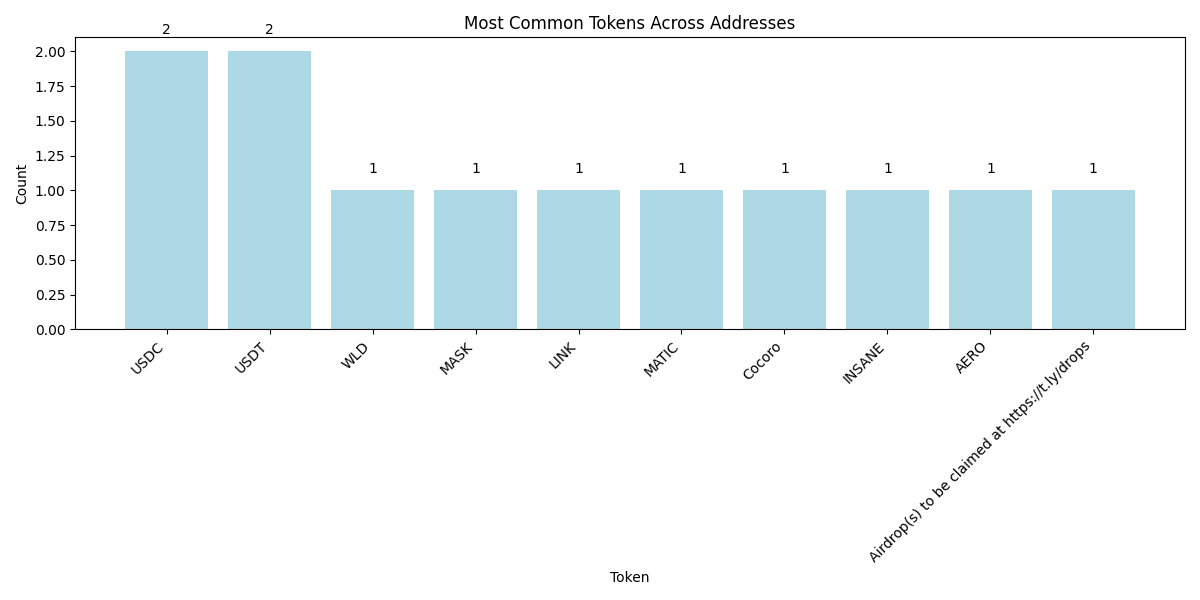 Most Common Tokens Across Addresses
2 2
1 1 1 1 1 1 1 1
Count
2.00
1.75
1.50
1.25
1.00
0.75
0.50
0.25
0.00
USDC
USDT
WLD
MASK
LINK
MATIC
Cocoro
INSANE
AERO
Airdrop(s) to be claimed at https://t.ly/drops
Token